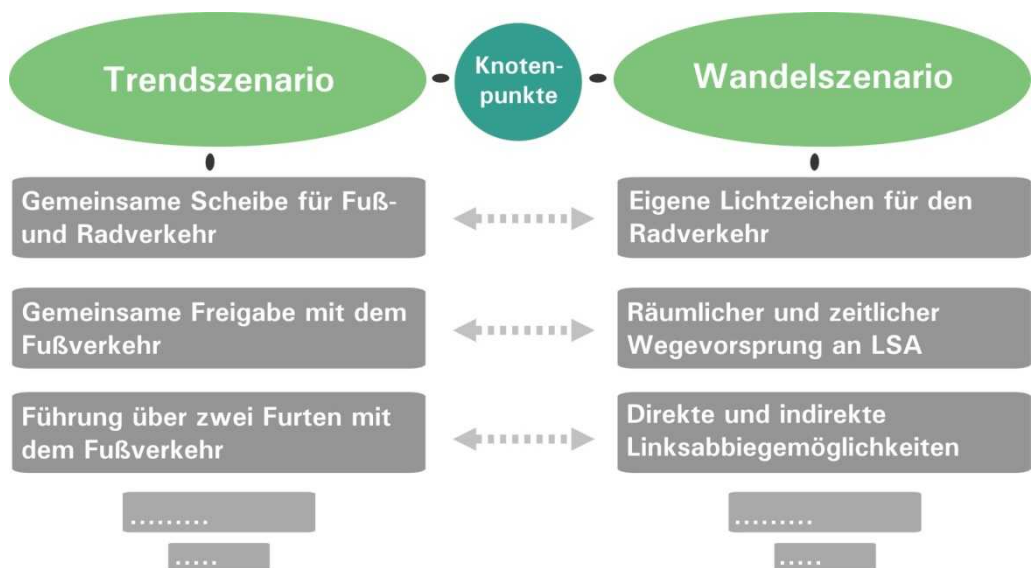 Trendszenario
Knoten-
punkte
Wandelszenario
Gemeinsame Scheibe für Fuß-
und Radverkehr
Eigene Lichtzeichen für den
Radverkehr
Gemeinsame Freigabe mit dem
Fußverkehr
Räumlicher und zeitlicher
Wegevorsprung an LSA
Führung über zwei Furten mit
dem Fußverkehr
Direkte und indirekte
Linksabbiegemöglichkeiten
.........
.........
.....
.....